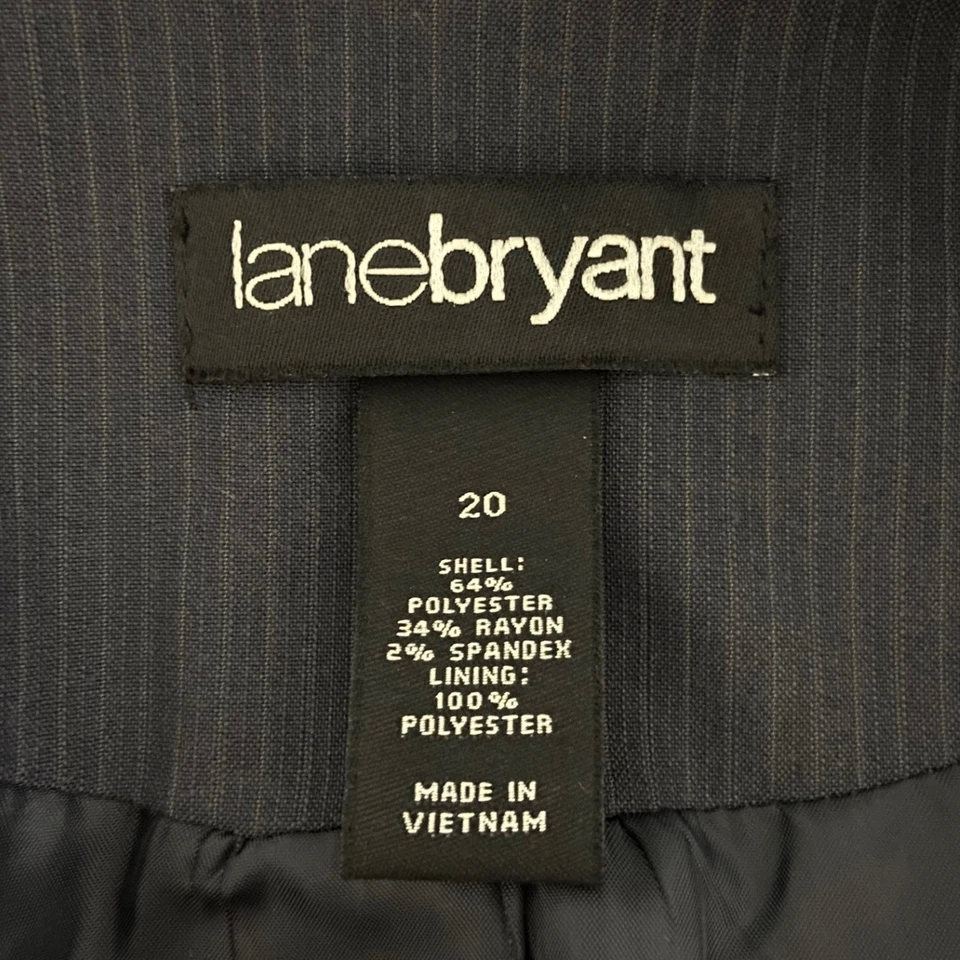 lanebryant
20
SHELL:
64%
POLYESTER
34% RAYON
2% SPANDEX
LINING:
100%
POLYESTER
MADE IN
VIETNAM